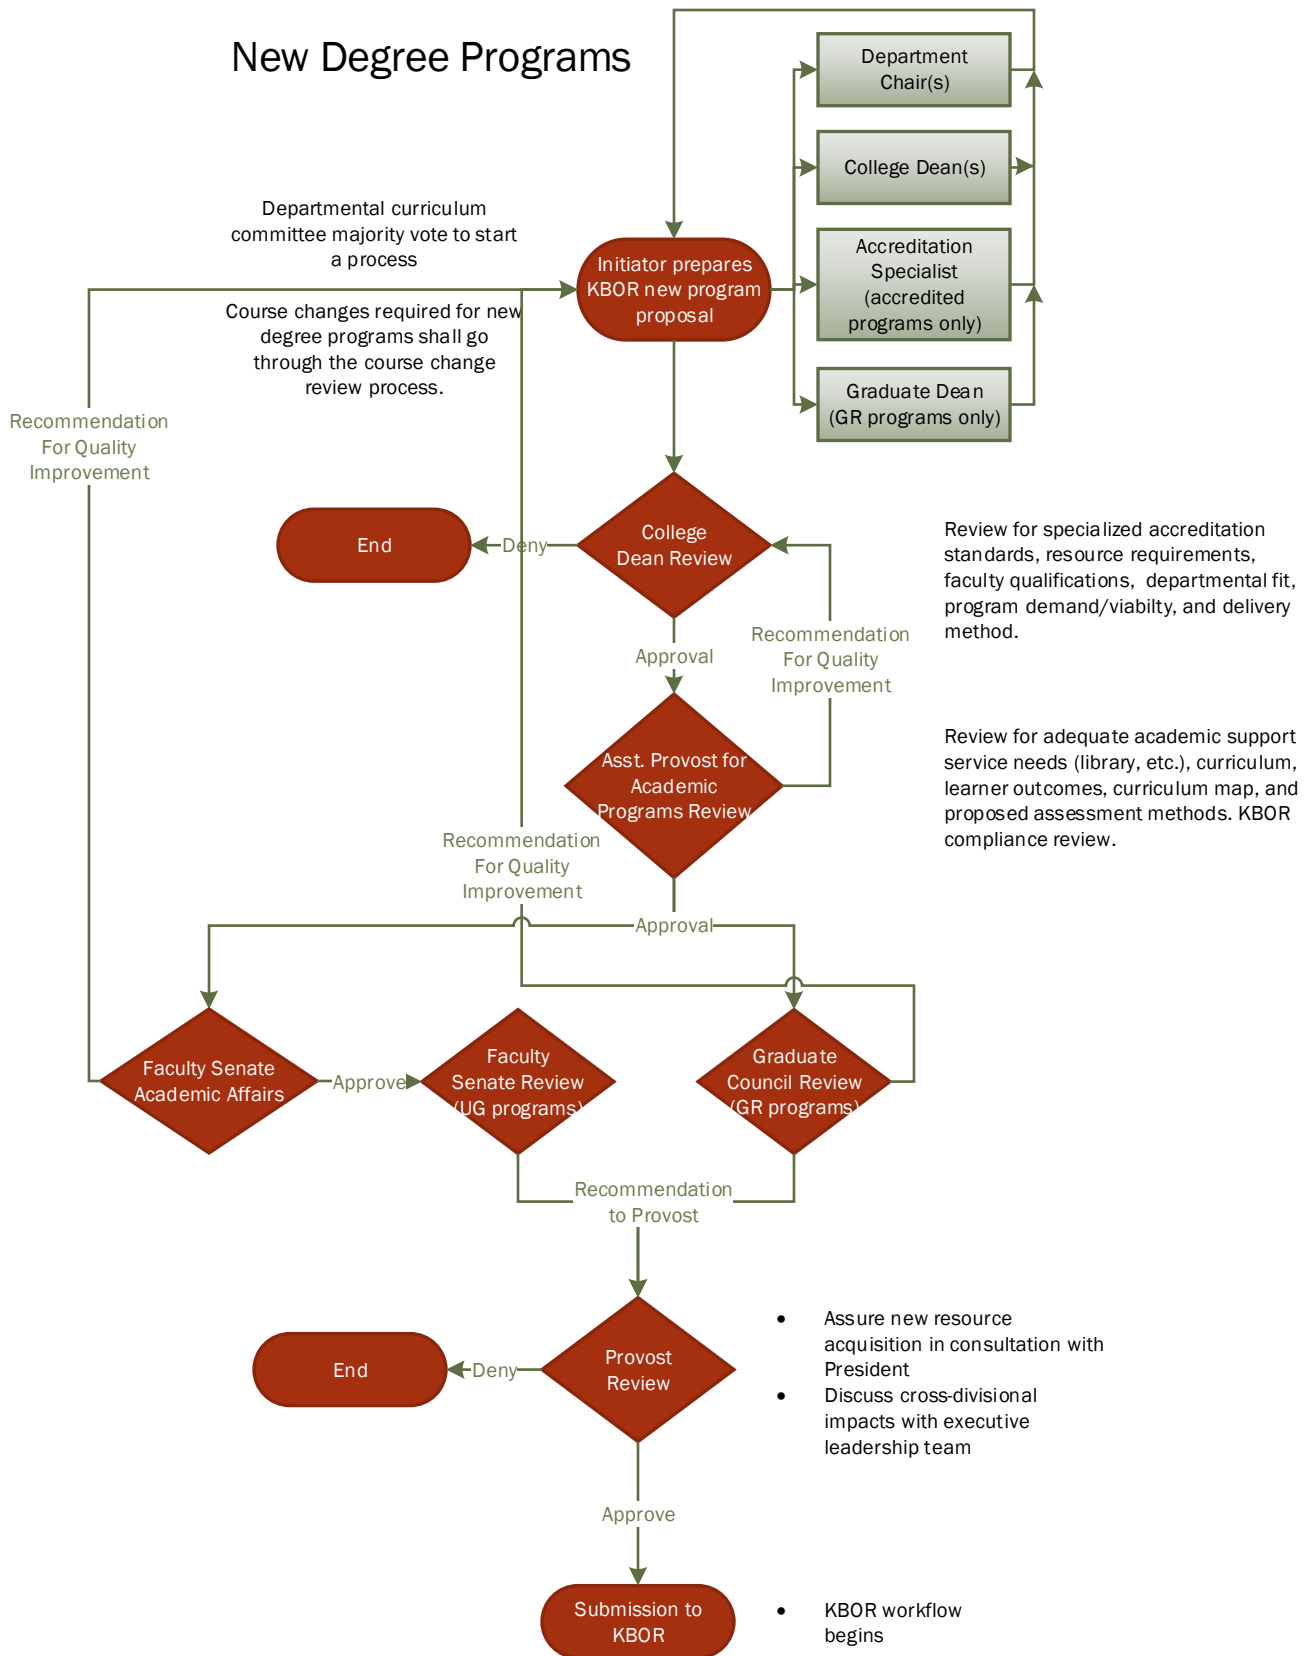 New Degree Programs
Department
Chair(s)
College Dean(s)
Accreditation
Specialist
(accredited
programs only)
Graduate Dean
(GR programs only)
Departmental curriculum
committee majority vote to start
a process
Initiator prepares
KBOR new program
proposal
Course changes required for new
degree programs shall go
through the course change
review process.
Recommendation
For Quality
Improvement
End
Deny
College
Dean Review
Review for specialized accreditation
standards, resource requirements,
faculty qualifications,  departmental fit,
program demand/viabilty, and delivery
method.
Approval
Recommendation
For Quality
Improvement
Asst. Provost for
Academic
Programs Review
Review for adequate academic support
service needs (library, etc.), curriculum,
learner outcomes, curriculum map, and
proposed assessment methods. KBOR
compliance review.
Recommendation
For Quality
Improvement
Approval
Faculty Senate
Academic Affairs
Approve
Faculty
Senate Review
(UG programs)
Graduate
Council Review
(GR programs)
Recommendation
to Provost
End
Deny
Provost
Review
• Assure new resource
acquisition in consultation with
President
• Discuss cross-divisional
impacts with executive
leadership team
Approve
Submission to
KBOR
• KBOR workflow
begins